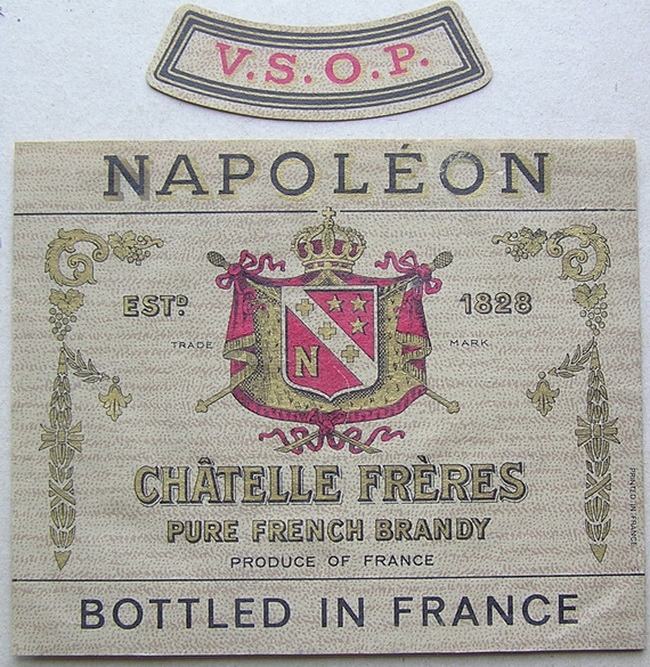 V.S.O.P.
NAPOLÉON
ESTD 1828
TRADE MARK
N
CHÂTELLE FRÈRES
PURE FRENCH BRANDY
PRODUCE OF FRANCE
PRINTED IN FRANCE
BOTTLED IN FRANCE